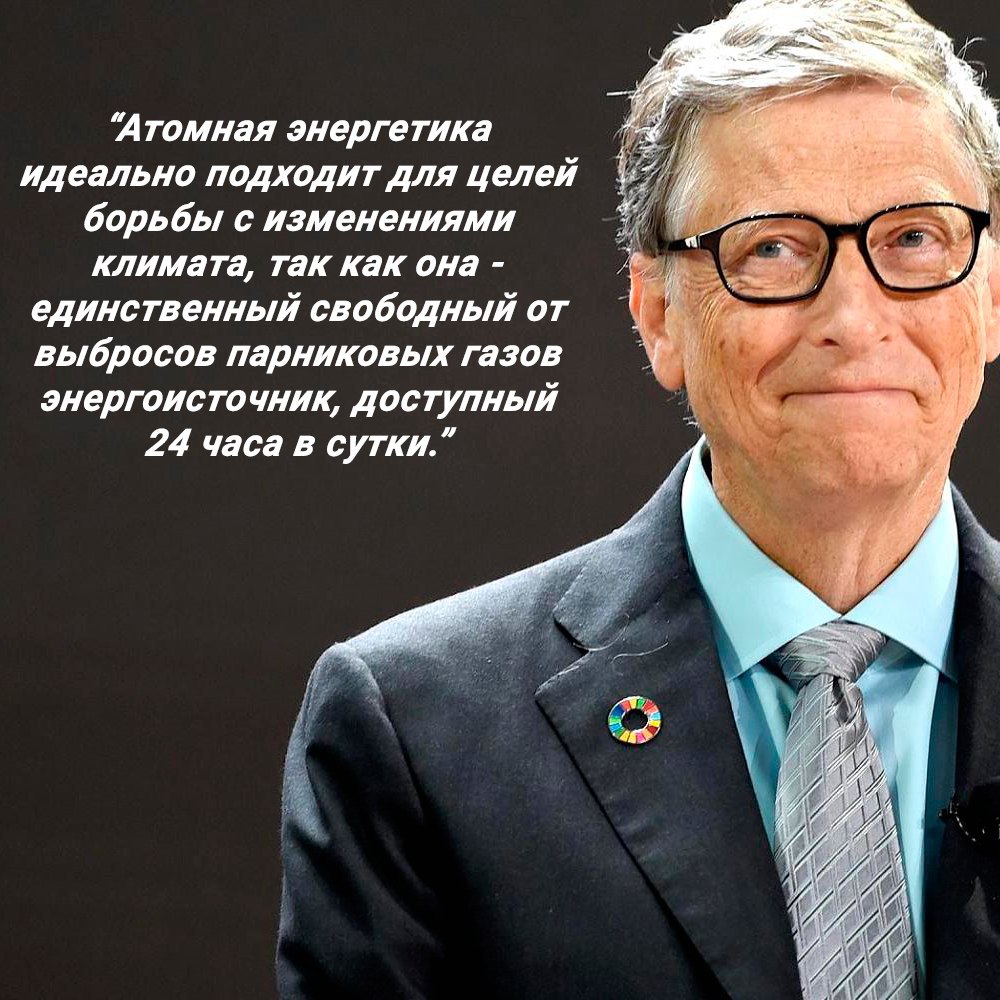 “Атомная энергетика
идеально подходит для целей
борьбы с изменениями
климата, так как она -
единственный свободный от
выбросов парниковых газов
энергоисточник, доступный
24 часа в сутки.”